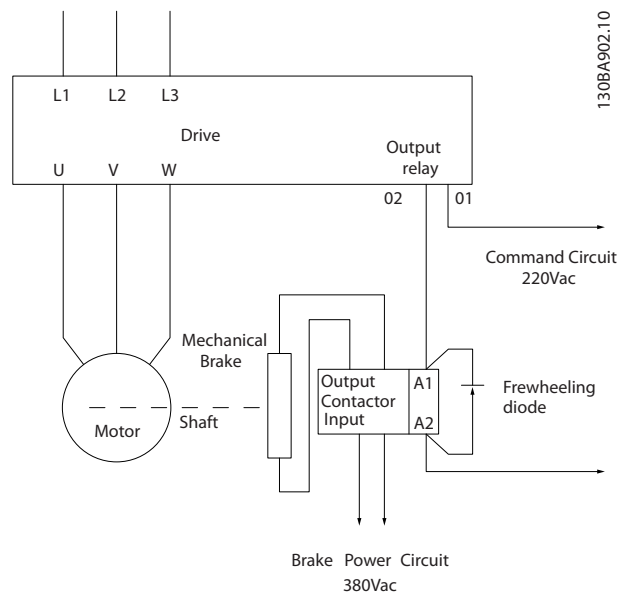 130BA902.10
L1 L2 L3
Drive
U V W
Output
relay
02 01
Command Circuit
220Vac
Mechanical
Brake
Output
Contactor
Input
A1
A2
Frewheeling
diode
Motor
Shaft
Brake Power Circuit
380Vac